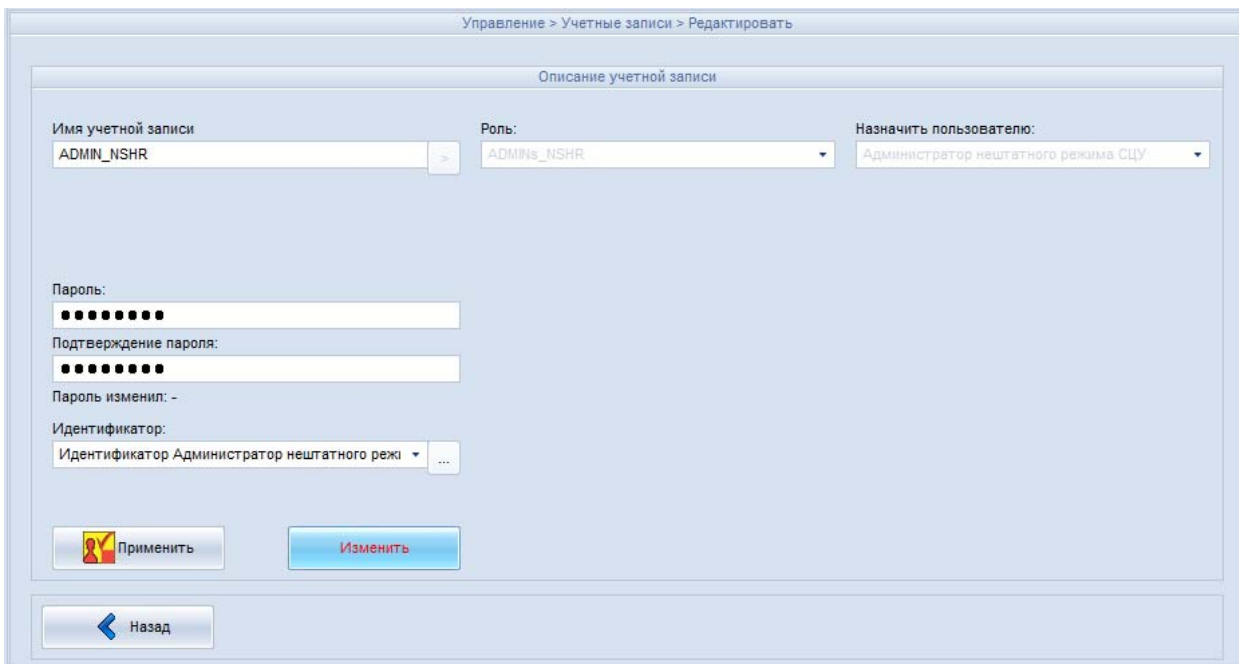 Управление > Учетные записи > Редактировать
Описание учетной записи
Имя учетной записи
Роль:
Назначить пользователю:
ADMIN_NSHR
>
ADMINs_NSHR
Администратор нештатного режима СЦУ
Пароль:
●●●●●●●●
Подтверждение пароля:
●●●●●●●●
Пароль изменил: -
Идентификатор:
Идентификатор Администратор нештатного режи
...
Применить
Изменить
Назад